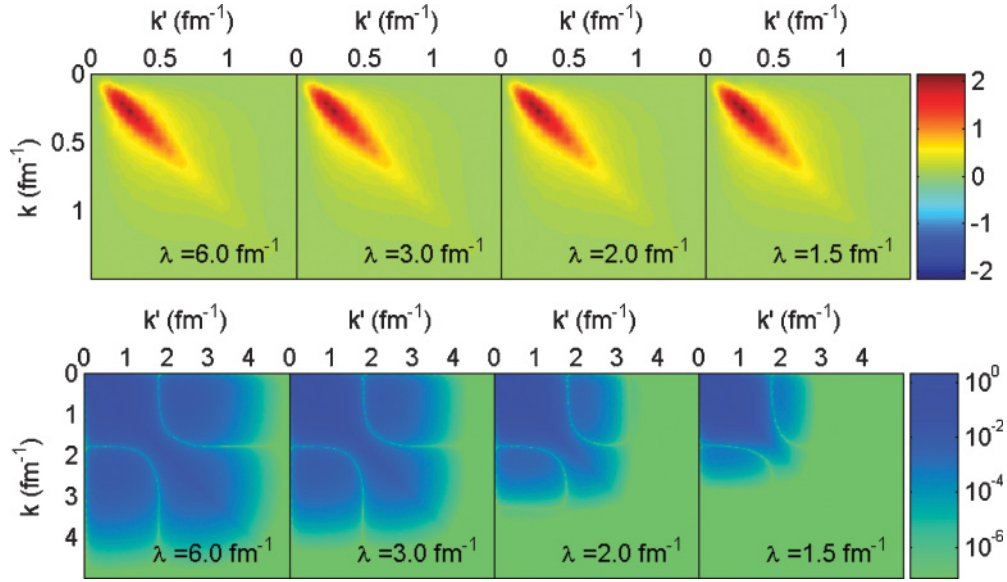 k' (fm⁻¹) k' (fm⁻¹) k' (fm⁻¹) k' (fm⁻¹)
0 0.5 1 0 0.5 1 0 0.5 1 0 0.5 1
k (fm⁻¹)
0
0.5
1
λ =6.0 fm⁻¹ λ =3.0 fm⁻¹ λ =2.0 fm⁻¹ λ =1.5 fm⁻¹
2
1
0
-1
-2
k' (fm⁻¹) k' (fm⁻¹) k' (fm⁻¹) k' (fm⁻¹)
0 1 2 3 4 0 1 2 3 4 0 1 2 3 4 0 1 2 3 4
k (fm⁻¹)
0
1
2
3
4
λ =6.0 fm⁻¹ λ =3.0 fm⁻¹ λ =2.0 fm⁻¹ λ =1.5 fm⁻¹
10⁰
10⁻²
10⁻⁴
10⁻⁶